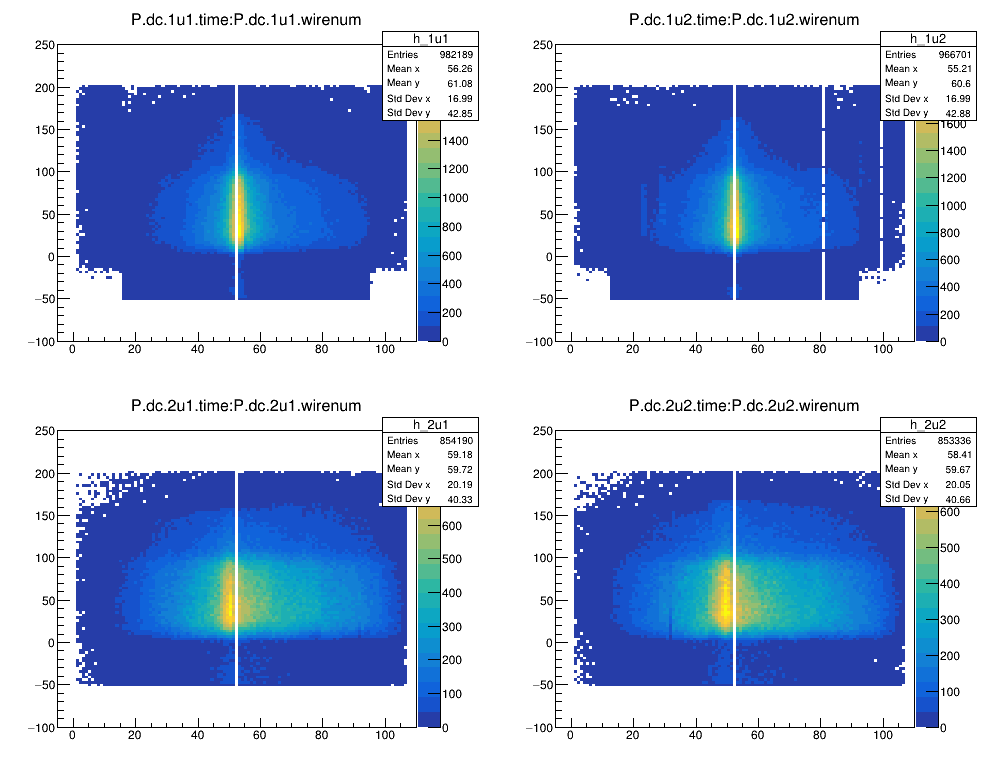 P.dc.1u1.time:P.dc.1u1.wirenum
h_1u1
Entries 982189
Mean x 56.26
Mean y 61.08
Std Dev x 16.99
Std Dev y 42.85
250
200
150
100
50
0
−50
−100
0 20 40 60 80 100
1400
1200
1000
800
600
400
200
0
P.dc.1u2.time:P.dc.1u2.wirenum
h_1u2
Entries 966701
Mean x 55.21
Mean y 60.6
Std Dev x 16.99
Std Dev y 42.88
250
200
150
100
50
0
−50
−100
0 20 40 60 80 100
1600
1400
1200
1000
800
600
400
200
0
P.dc.2u1.time:P.dc.2u1.wirenum
h_2u1
Entries 854190
Mean x 59.18
Mean y 59.72
Std Dev x 20.19
Std Dev y 40.33
250
200
150
100
50
0
−50
−100
0 20 40 60 80 100
600
500
400
300
200
100
0
P.dc.2u2.time:P.dc.2u2.wirenum
h_2u2
Entries 853336
Mean x 58.41
Mean y 59.67
Std Dev x 20.05
Std Dev y 40.66
250
200
150
100
50
0
−50
−100
0 20 40 60 80 100
600
500
400
300
200
100
0